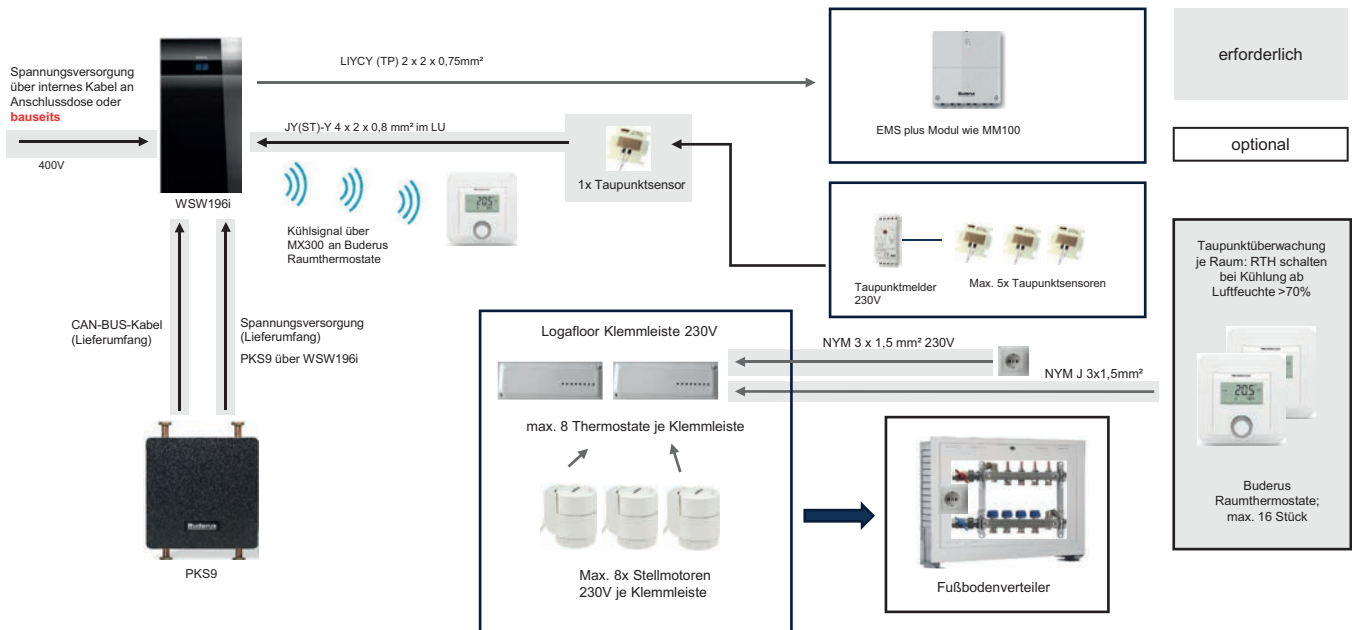 Spannungsversorgung
über internes Kabel an
Anschlussdose oder
bauseits
400V
WSW196i
LIYCY (TP) 2 x 2 x 0,75mm²
JY(ST)-Y 4 x 2 x 0,8 mm² im LU
Kühlsignal über
MX300 an Buderus
Raumthermostate
1x Taupunktsensor
Buderus
EMS plus Modul wie MM100
erforderlich
optional
Taupunktmelder
230V
Max. 5x Taupunktsensoren
CAN-BUS-Kabel
(Lieferumfang)
Spannungsversorgung
(Lieferumfang)
PKS9 über WSW196i
Buderus
PKS9
Logafloor Klemmleiste 230V
max. 8 Thermostate je Klemmleiste
Max. 8x Stellmotoren
230V je Klemmleiste
NYM 3 x 1,5 mm² 230V
NYM J 3x1,5mm²
Fußbodenverteiler
Taupunktüberwachung
je Raum: RTH schalten
bei Kühlung ab
Luftfeuchte >70%
20.5
Buderus
Raumthermostate;
max. 16 Stück